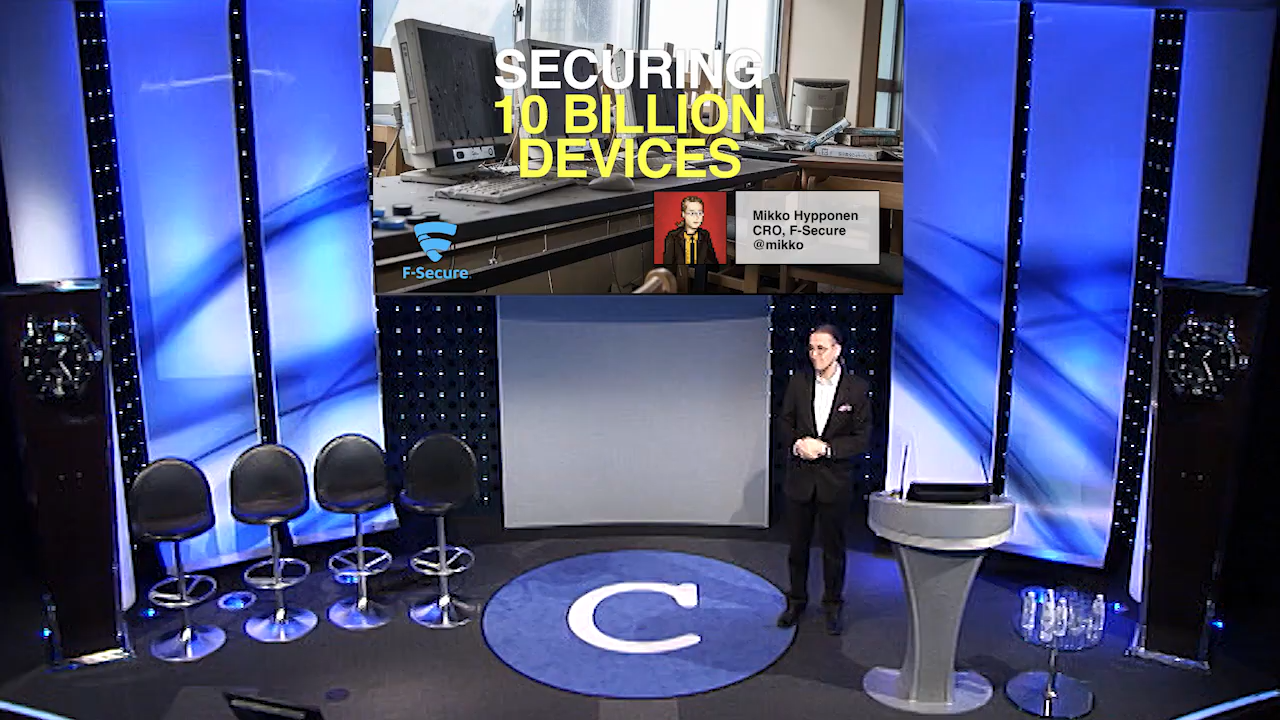 SECURING
10 BILLION
DEVICES
Mikko Hypponen
CRO, F-Secure
@mikko
F-Secure.
C